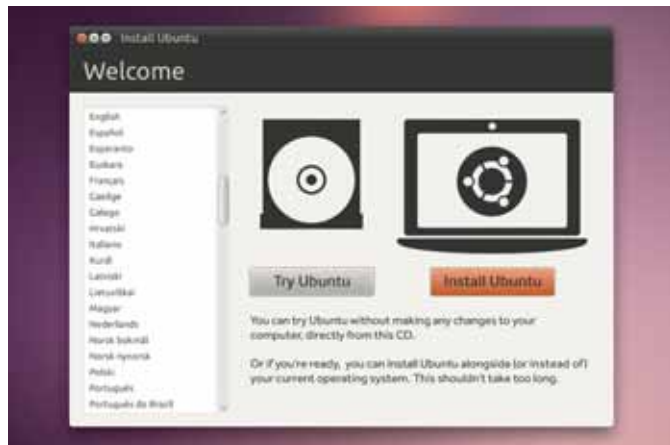 Install Ubuntu
Welcome
English
Español
Esperanto
Euskara
Français
Gaeilge
Galego
Hrvatski
Italiano
Kurdî
Latviski
Lietuviškai
Magyar
Nederlands
Norsk bokmål
Norsk nynorsk
Polski
Português
Português do Brasil
Try Ubuntu
Install Ubuntu
You can try Ubuntu without making any changes to your
computer, directly from this CD.
Or if you're ready, you can install Ubuntu alongside (or instead of)
your current operating system. This shouldn't take too long.